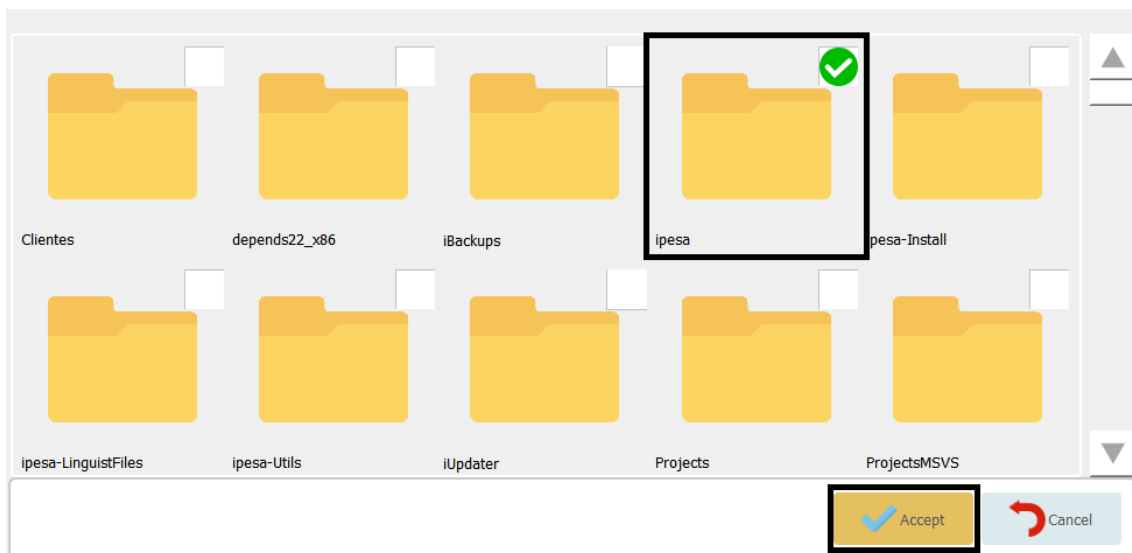 Clientes
depends22_x86
iBackups
ipesa
pesa-Install
ipesa-LinguistFiles
ipesa-Utils
iUpdater
Projects
ProjectsMSVS
Accept
Cancel